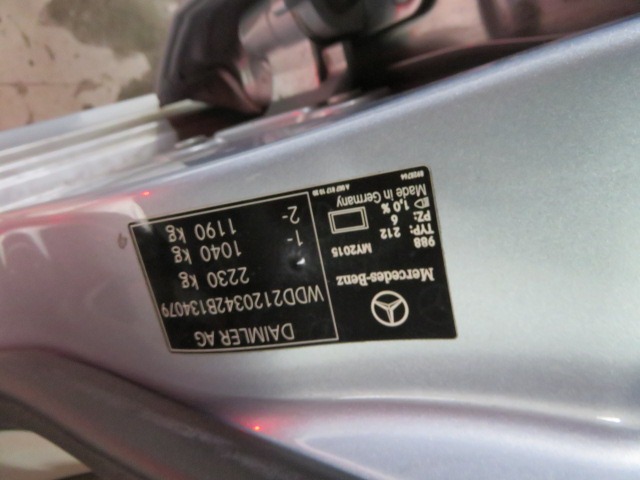 DAIMLER AG
WDD2120342B134079
2230 kg
1- 1040 kg
2- 1190 kg
Mercedes-Benz
988
TYP: 212 MY2015
PZ: 6
1,0 %
Made in Germany